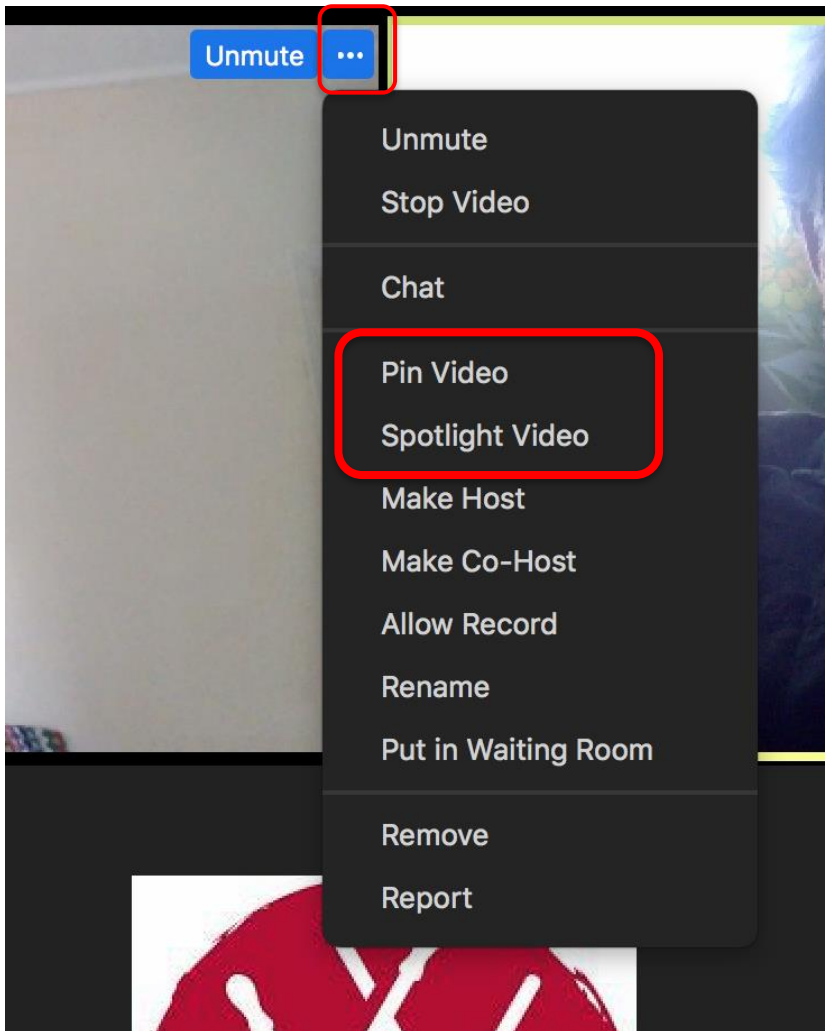 Unmute ...
Unmute
Stop Video
Chat
Pin Video
Spotlight Video
Make Host
Make Co-Host
Allow Record
Rename
Put in Waiting Room
Remove
Report